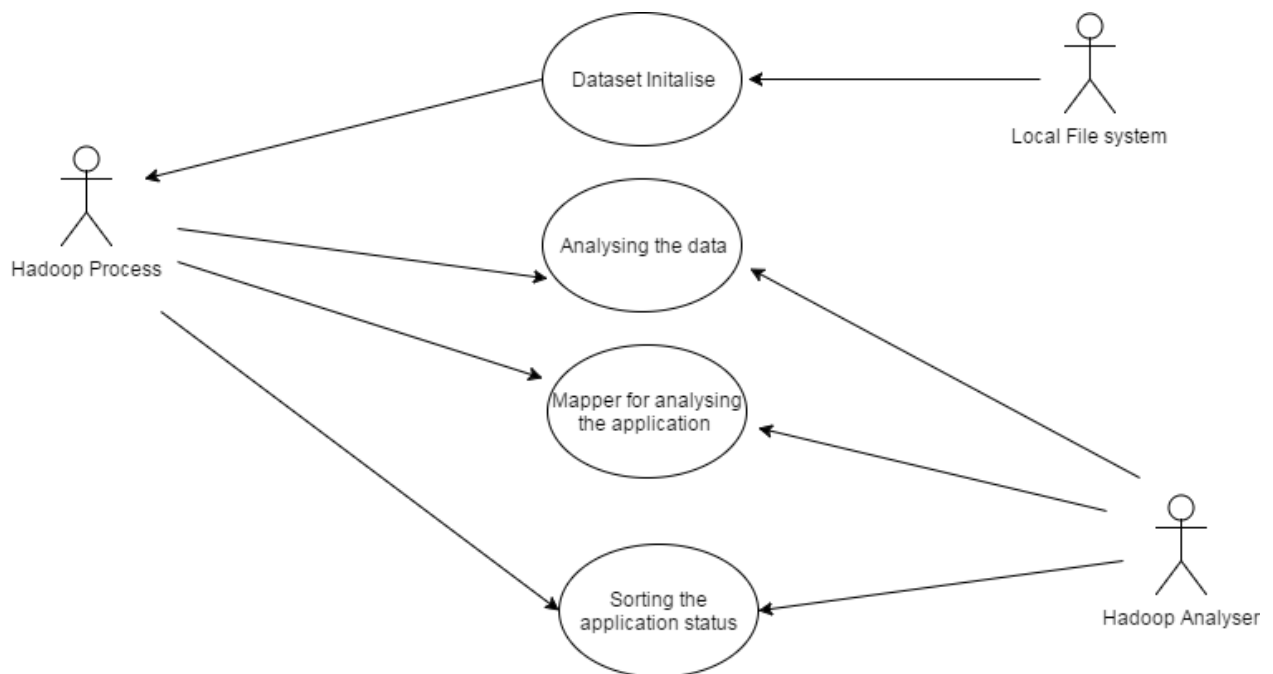 Dataset Initalise
Local File system
Hadoop Process
Analysing the data
Mapper for analysing
the application
Sorting the
application status
Hadoop Analyser